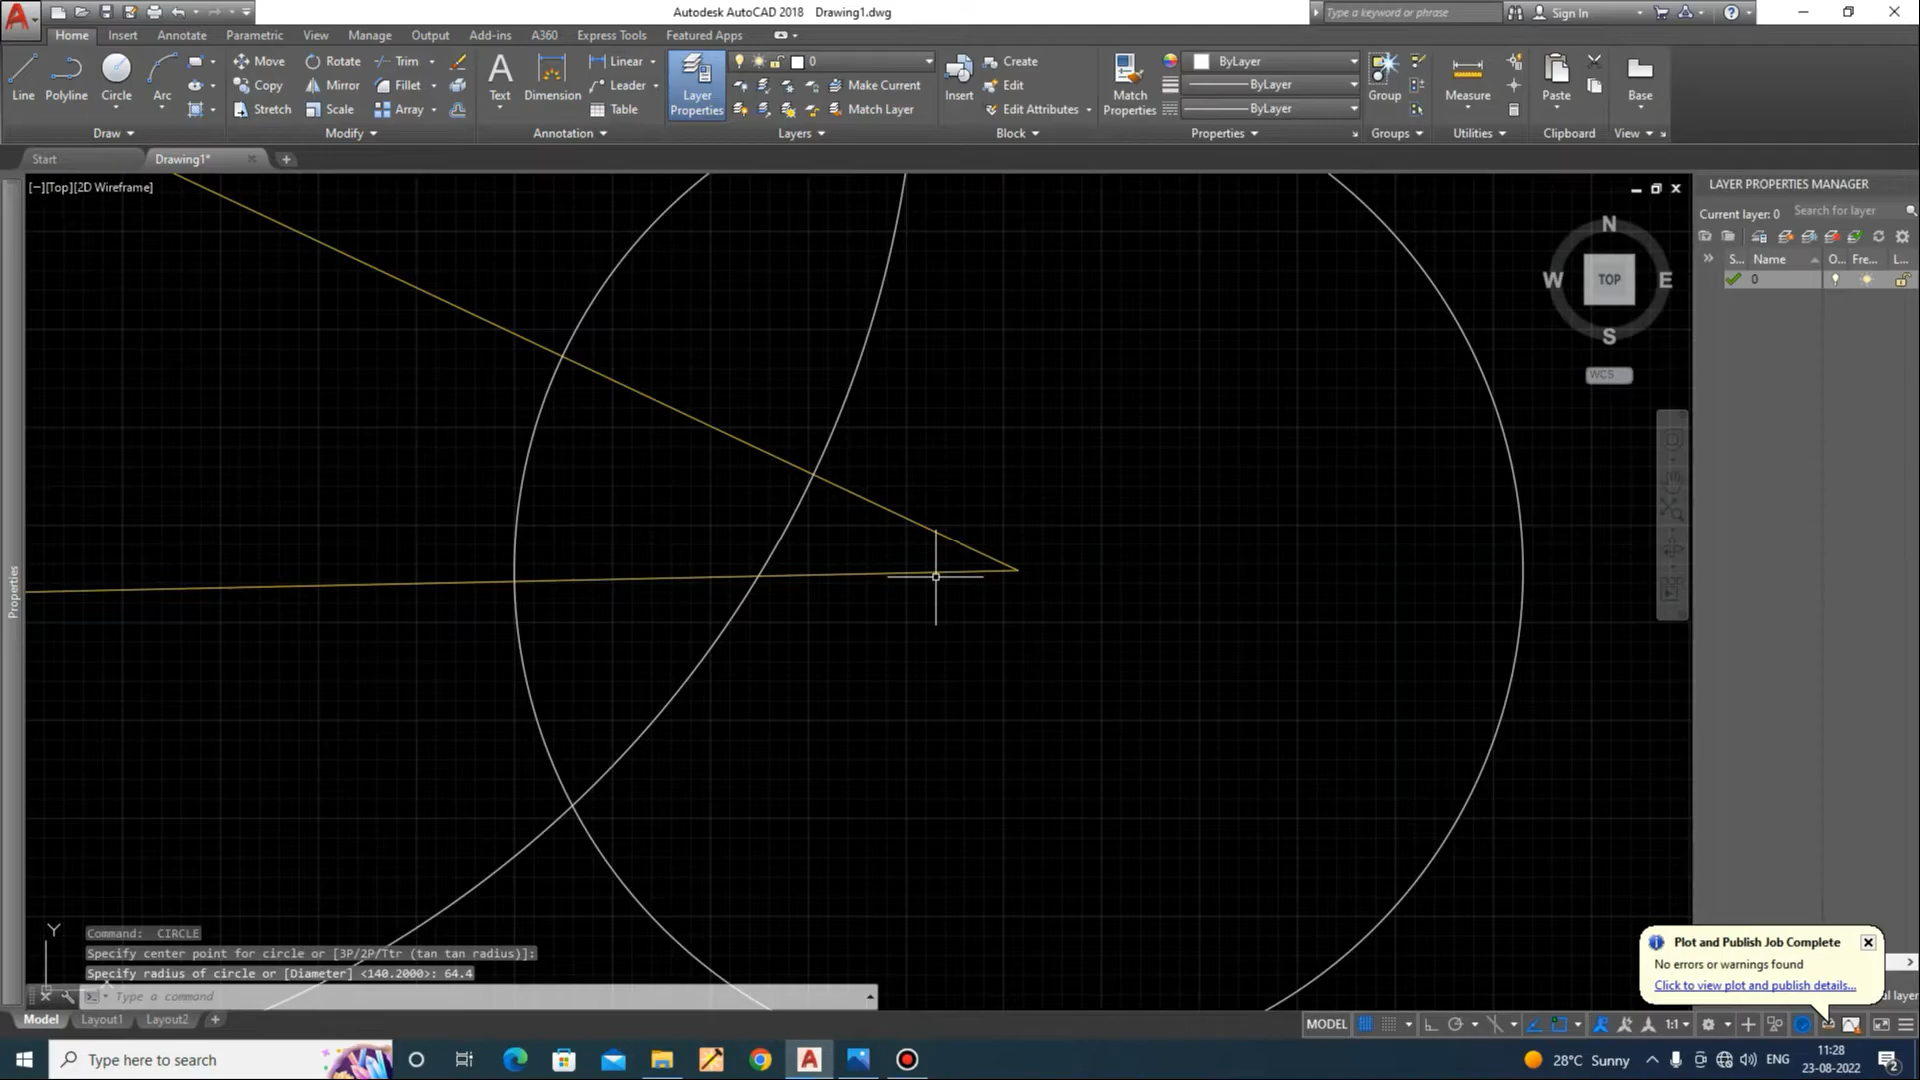 Autodesk AutoCAD 2018 Drawing1.dwg
Type a keyword or phrase
Sign In
Home Insert Annotate Parametric View Manage Output Add-ins A360 Express Tools Featured Apps
Line Polyline Circle Arc
Draw
Move Rotate Trim
Copy Mirror Fillet
Stretch Scale Array
Modify
Text Dimension
Linear
Leader
Table
Annotation
Layer Properties
0
Make Current
Match Layer
Layers
Insert
Create
Edit
Edit Attributes
Block
Match Properties
ByLayer
ByLayer
ByLayer
Properties
Group
Groups
Measure
Utilities
Paste
Clipboard
Base
View
Start Drawing1*
[−][Top][2D Wireframe]
N
W TOP E
S
WCS
LAYER PROPERTIES MANAGER
Current layer: 0 Search for layer
S... Name O... Fre... L...
0
Properties
Y
Command: CIRCLE
Specify center point for circle or [3P/2P/Ttr (tan tan radius)]:
Specify radius of circle or [Diameter] <140.2000>: 64.4
Type a command
Plot and Publish Job Complete
No errors or warnings found
Click to view plot and publish details...
Model Layout1 Layout2
MODEL 1:1
Type here to search
28°C Sunny ENG 11:28
23-08-2022
2